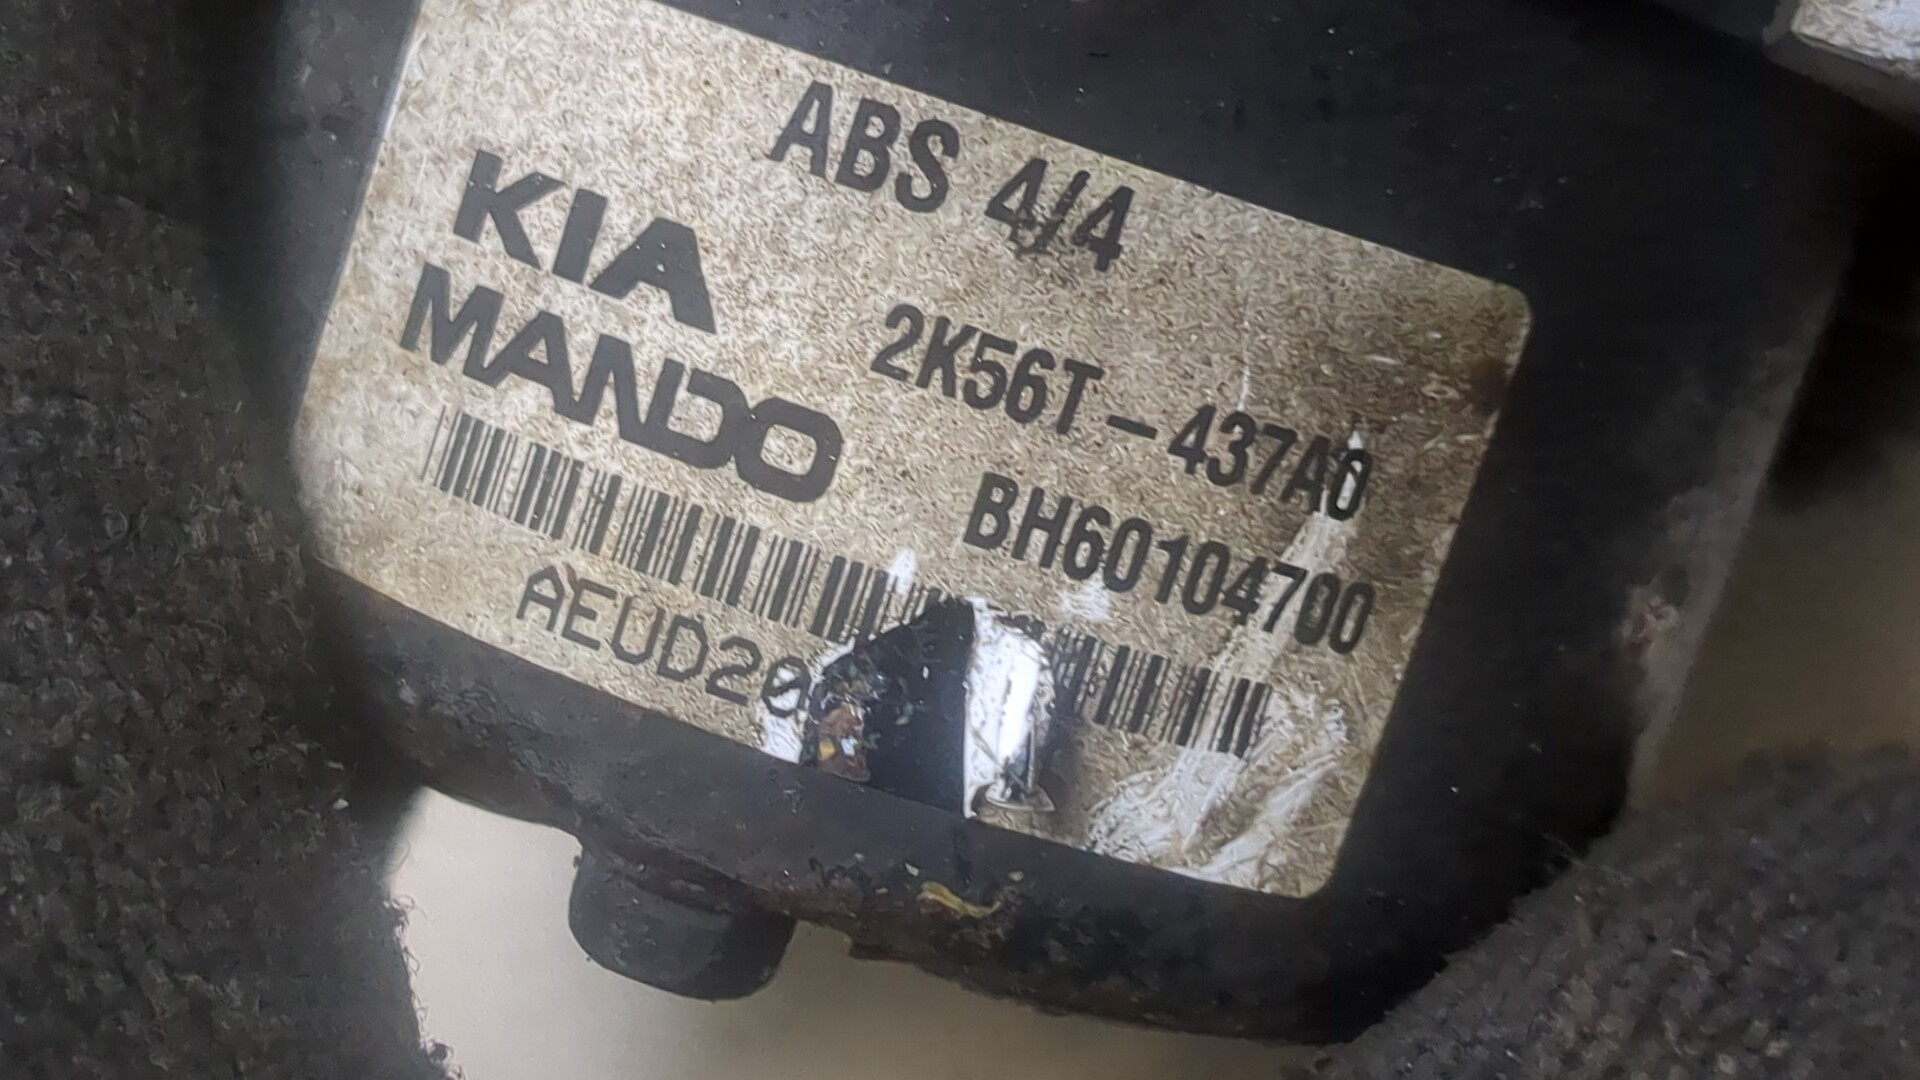 ABS 4/4
KIA
MANDO
2K56T-437A0
BH60104700
AEUD20